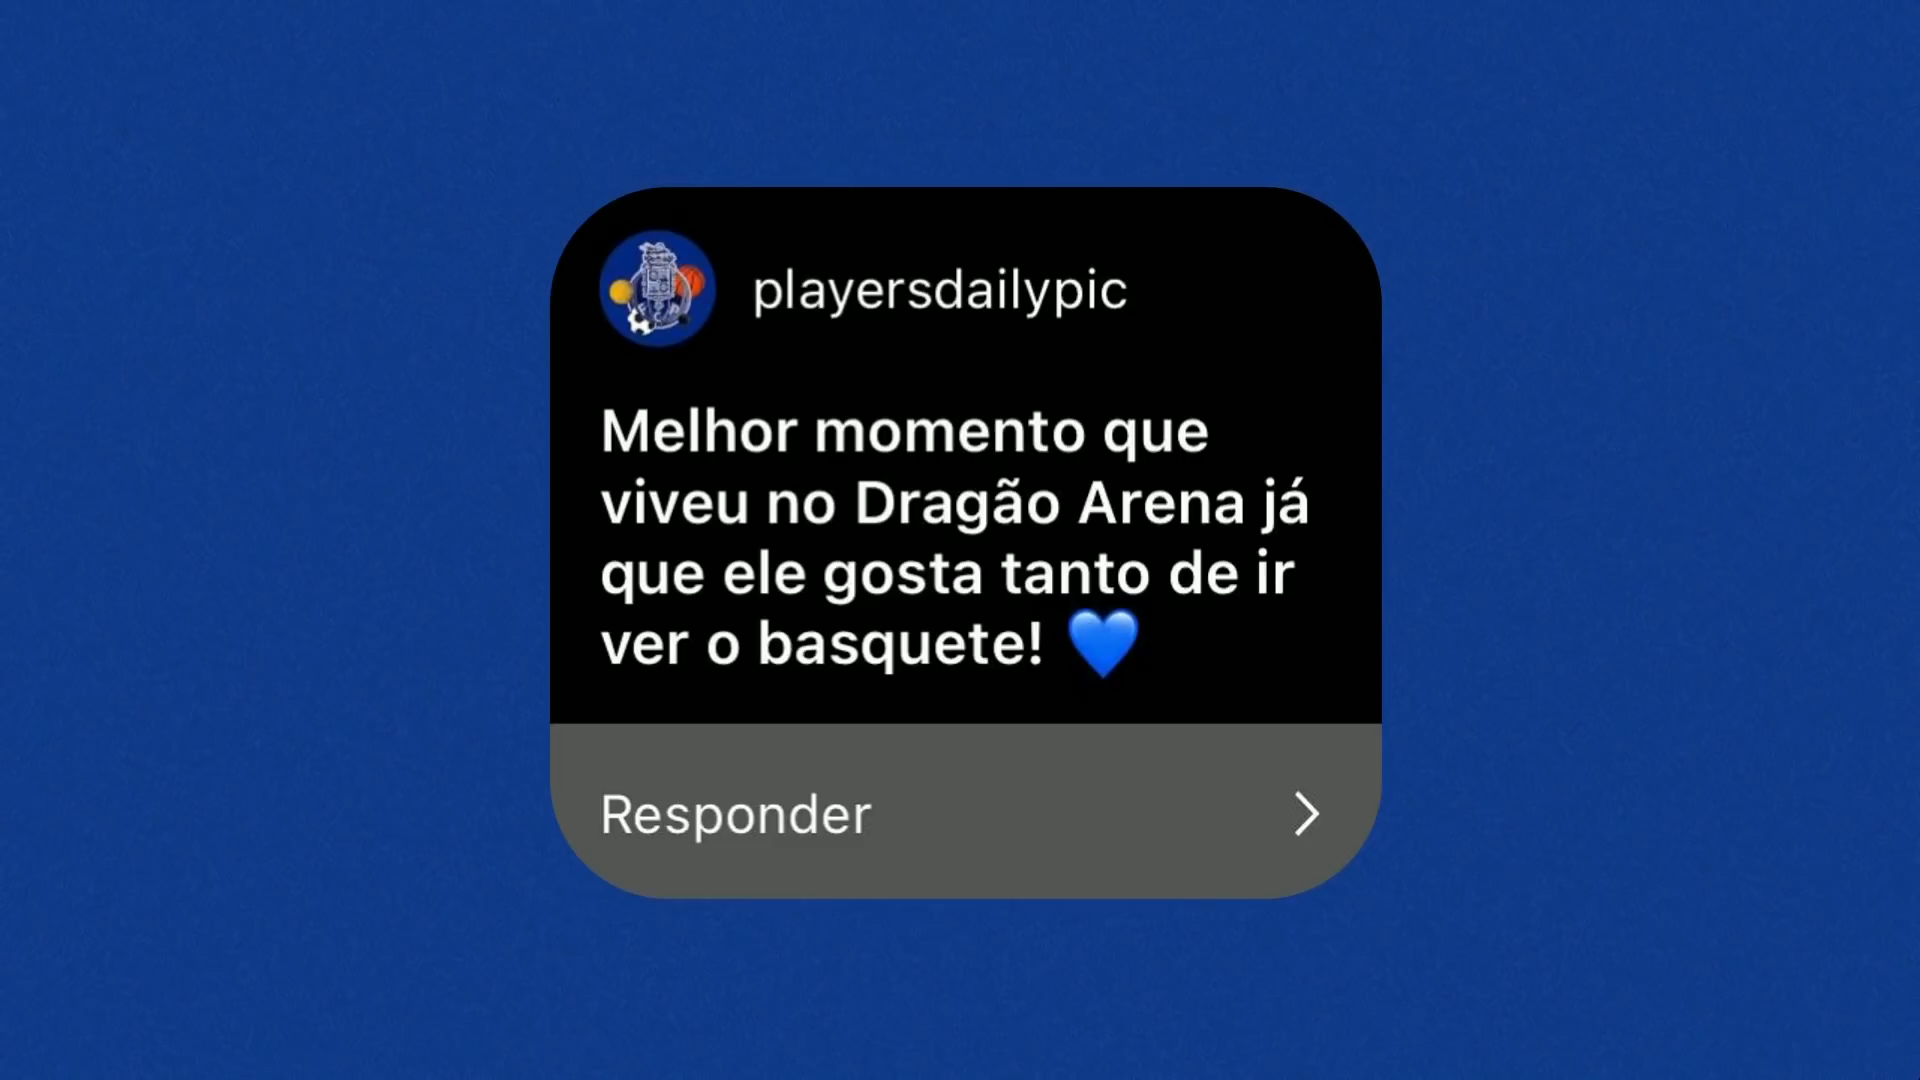 playersdailypic
Melhor momento que
viveu no Dragão Arena já
que ele gosta tanto de ir
ver o basquete! 💙
Responder